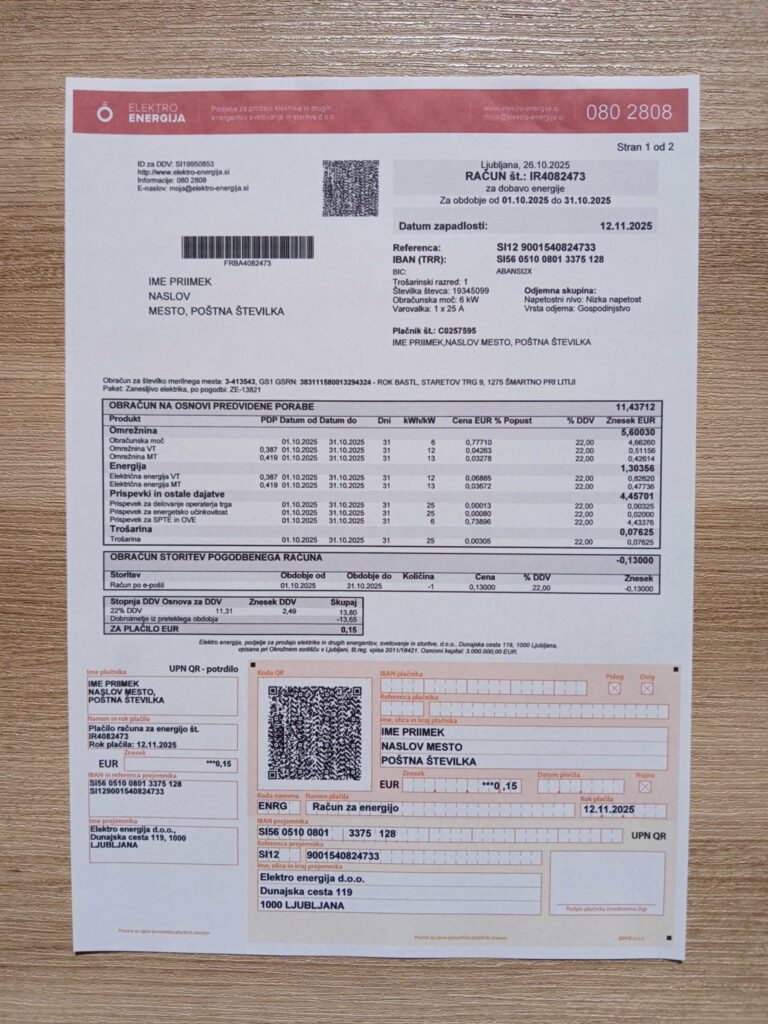 ELEKTRO
ENERGIJA
Podjetje za prodajo elektrike in drugih
energentov svetovanje in storitve d.o.o.
www.elektro-energija.si
moja@elektro-energija.si
080 2808
Stran 1 od 2
ID za DDV: SI19950853
http://www.elektro-energija.si
Informacije: 080 2808
E-naslov: moja@elektro-energija.si
Ljubljana, 26.10.2025
RAČUN št.: IR4082473
za dobavo energije
Za obdobje od 01.10.2025 do 31.10.2025
Datum zapadlosti: 12.11.2025
FRBA4082473
IME PRIIMEK
NASLOV
MESTO, POŠTNA ŠTEVILKA
Referenca: SI12 9001540824733
IBAN (TRR): SI56 0510 0801 3375 128
BIC: ABANSI2X
Trošarinski razred: 1
Številka števca: 19345099 Odjemna skupina:
Obračunska moč: 6 kW Napetostni nivo: Nizka napetost
Varovalka: 1 x 25 A Vrsta odjema: Gospodinjstvo
Plačnik št.: C0257595
IME PRIIMEK,NASLOV MESTO, POŠTNA ŠTEVILKA
Obračun za številko merilnega mesta: 3-413543, GS1 GSRN: 383111580013294324 - ROK BASTL, STARETOV TRG 9, 1275 ŠMARTNO PRI LITIJI
Paket: Zanesljivo elektrika, po pogodbi: ZE-13821
OBRAČUN NA OSNOVI PREDVIDENE PORABE 11,43712
Produkt PDP Datum od Datum do Dni kWh/kW Cena EUR % Popust % DDV Znesek EUR
Omrežnina 5,60030
Obračunska moč 01.10.2025 31.10.2025 31 6 0,77710 22,00 4,66260
Omrežnina VT 0,387 01.10.2025 31.10.2025 31 12 0,04263 22,00 0,51156
Omrežnina MT 0,419 01.10.2025 31.10.2025 31 13 0,03278 22,00 0,42614
Energija 1,30356
Električna energija VT 0,387 01.10.2025 31.10.2025 31 12 0,06885 22,00 0,82620
Električna energija MT 0,419 01.10.2025 31.10.2025 31 13 0,03672 22,00 0,47736
Prispevki in ostale dajatve 4,45701
Prispevek za delovanje operaterja trga 01.10.2025 31.10.2025 31 25 0,00013 22,00 0,00325
Prispevek za energetsko učinkovitost 01.10.2025 31.10.2025 31 25 0,00080 22,00 0,02000
Prispevek za SPTE in OVE 01.10.2025 31.10.2025 31 6 0,73896 22,00 4,43376
Trošarina 0,07625
Trošarina 01.10.2025 31.10.2025 31 25 0,00305 22,00 0,07625
OBRAČUN STORITEV POGODBENEGA RAČUNA -0,13000
Storitev Obdobje od Obdobje do Količina Cena % DDV Znesek
Račun po e-pošti 01.10.2025 31.10.2025 -1 0,13000 22,00 -0,13000
Stopnja DDV Osnova za DDV Znesek DDV Skupaj
22% DDV 11,31 2,49 13,80
Dobroimetje iz preteklega obdobja -13,65
ZA PLAČILO EUR 0,15
Elektro energija, podjetje za prodajo elektrike in drugih energentov, svetovanje in storitve, d.o.o., Dunajska cesta 119, 1000 Ljubljana,
vpisana pri Okrožnem sodišču v Ljubljani, št.reg. vpisa 2011/18421. Osnovni kapital: 3.000.000,00 EUR.
UPN QR - potrdilo
Ime plačnika
IME PRIIMEK
NASLOV MESTO,
POŠTNA ŠTEVILKA
Namen in rok plačila
Plačilo računa za energijo št.
IR4082473
Rok plačila: 12.11.2025
Znesek
EUR ***0,15
IBAN in referenca prejemnika
SI56 0510 0801 3375 128
SI129001540824733
Ime prejemnika
Elektro energija d.o.o.,
Dunajska cesta 119, 1000
LJUBLJANA
Koda QR
IBAN plačnika
Polog Dvig
Referenca plačnika
Ime, ulica in kraj plačnika
IME PRIIMEK
NASLOV MESTO
POŠTNA ŠTEVILKA
Znesek Datum plačila Nujno
EUR ***0,15
Koda namena Namen plačila Rok plačila
ENRG Račun za energijo 12.11.2025
IBAN prejemnika
SI56 0510 0801 3375 128
UPN QR
Referenca prejemnika
SI12 9001540824733
Ime, ulica in kraj prejemnika
Elektro energija d.o.o.
Dunajska cesta 119
1000 LJUBLJANA
Podpis plačnika (neobvezno žig)